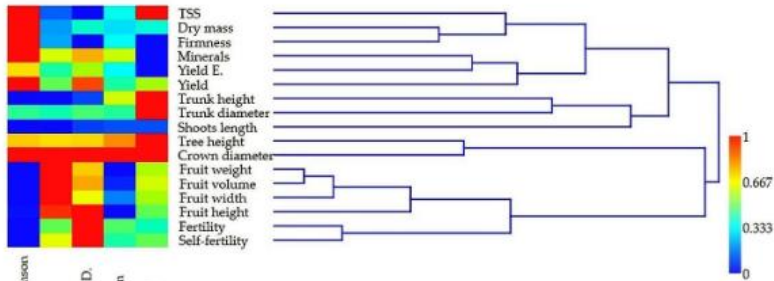 TSS
Dry mass
Firmness
Minerals
Yield E.
Yield
Trunk height
Trunk diameter
Shoots length
Tree height
Crown diameter
Fruit weight
Fruit volume
Fruit width
Fruit height
Fertility
Self-fertility
1
0.667
0.333
0
D.